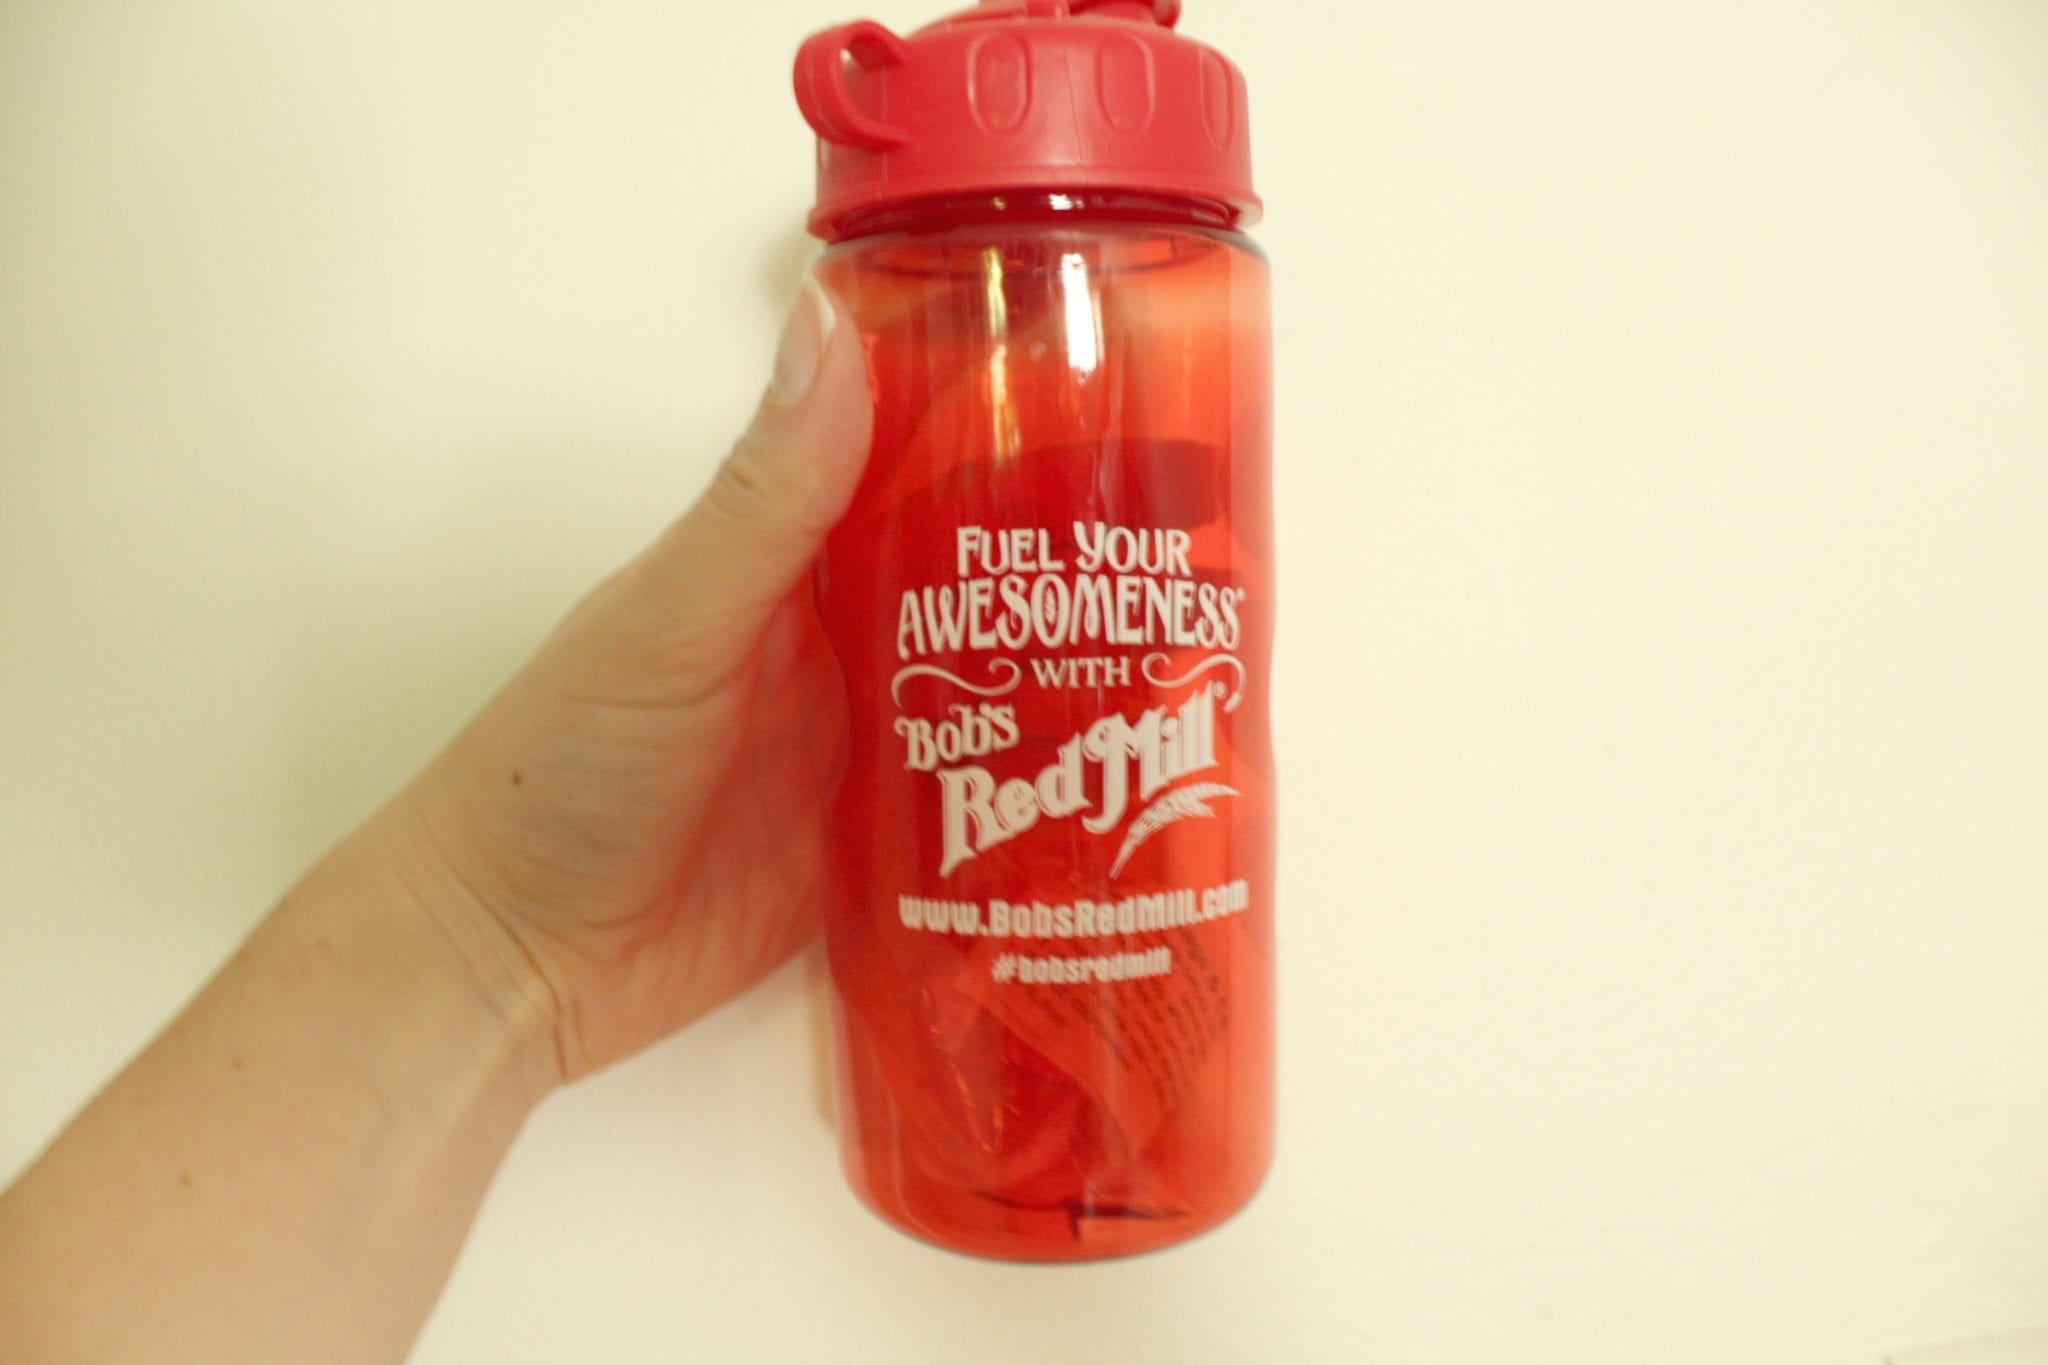 FUEL YOUR
AWESOMENESS®
WITH
Bob's
Red Mill®
www.BobsRedMill.com
#bobsredmill